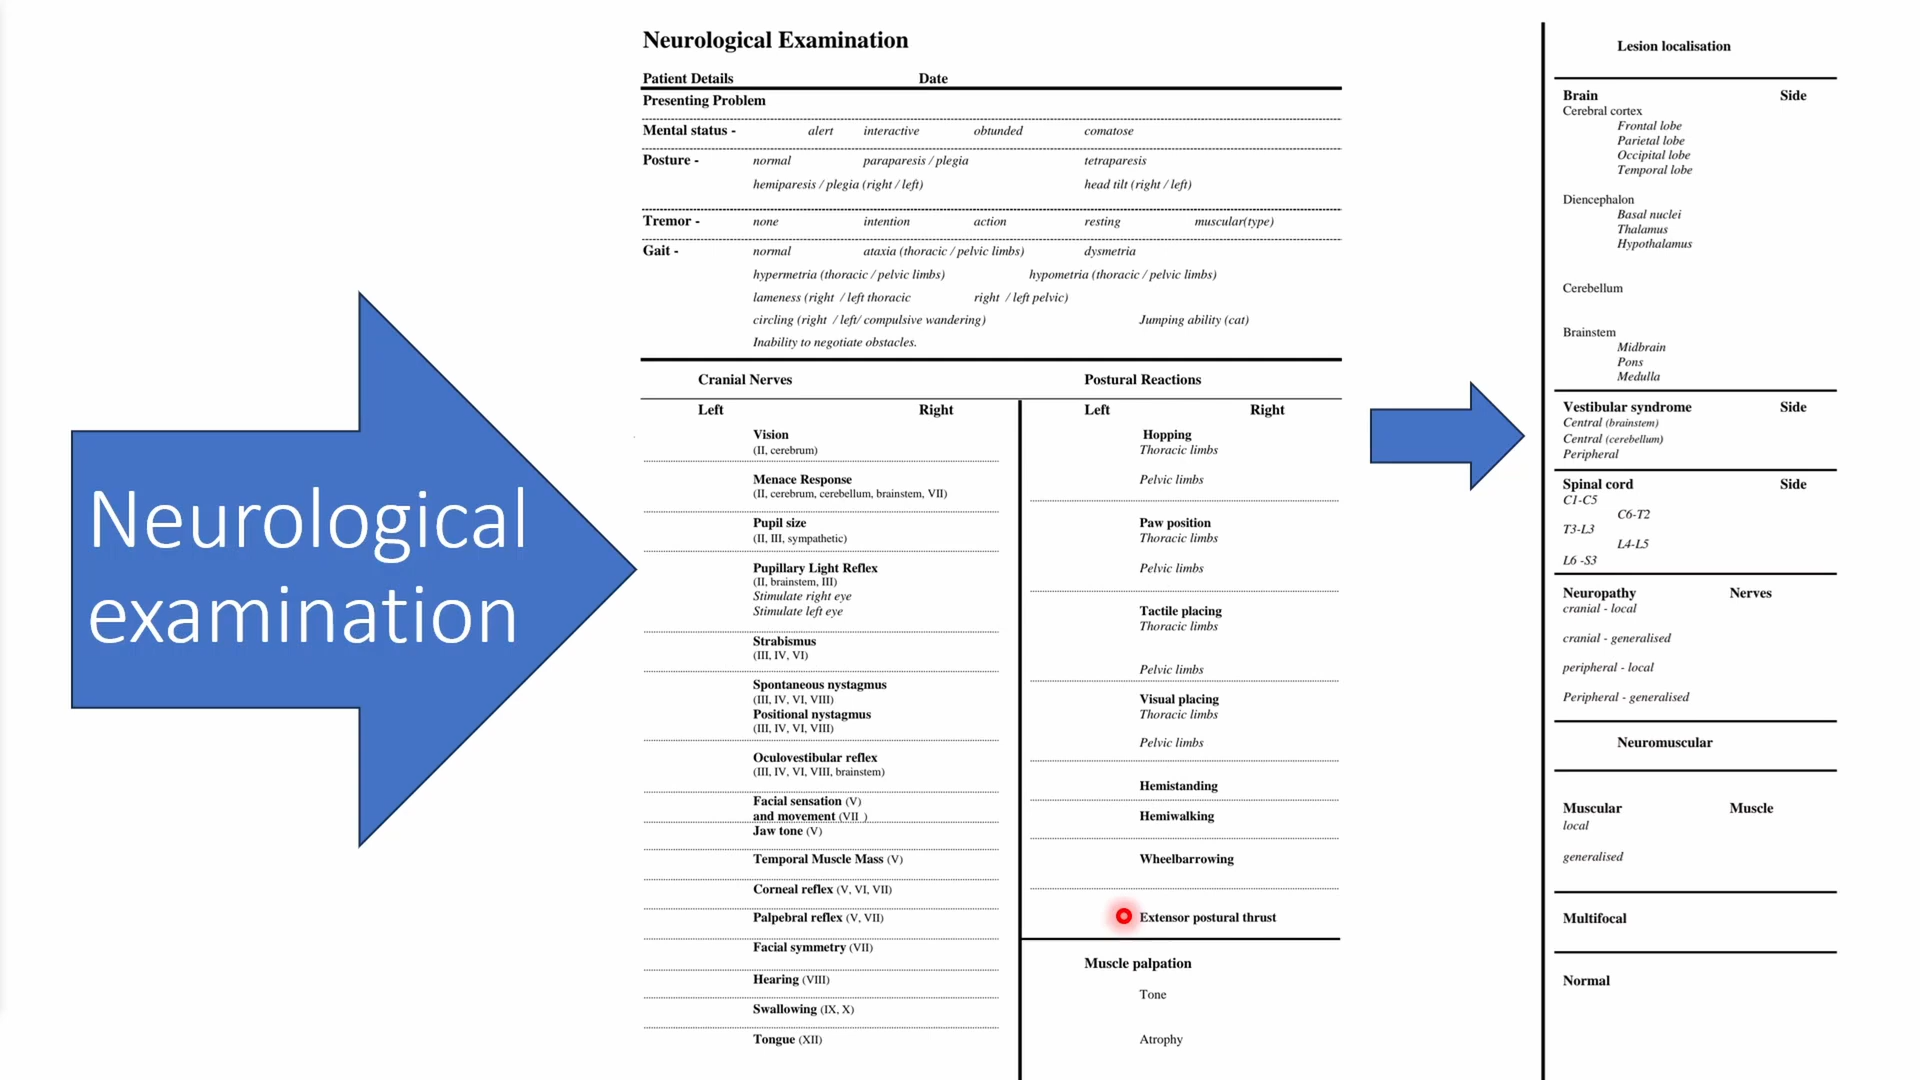 Neurological
examination
Neurological Examination
Patient Details Date
Presenting Problem
Mental status - alert interactive obtunded comatose
Posture - normal paraparesis / plegia tetraparesis
hemiparesis / plegia (right / left) head tilt (right / left)
Tremor - none intention action resting muscular(type)
Gait - normal ataxia (thoracic / pelvic limbs) dysmetria
hypermetria (thoracic / pelvic limbs) hypometria (thoracic / pelvic limbs)
lameness (right / left thoracic right / left pelvic)
circling (right / left/ compulsive wandering) Jumping ability (cat)
Inability to negotiate obstacles.
Cranial Nerves
Left Right
Vision
(II, cerebrum)
Menace Response
(II, cerebrum, cerebellum, brainstem, VII)
Pupil size
(II, III, sympathetic)
Pupillary Light Reflex
(II, brainstem, III)
Stimulate right eye
Stimulate left eye
Strabismus
(III, IV, VI)
Spontaneous nystagmus
(III, IV, VI, VIII)
Positional nystagmus
(III, IV, VI, VIII)
Oculovestibular reflex
(III, IV, VI, VIII, brainstem)
Facial sensation (V)
and movement (VII )
Jaw tone (V)
Temporal Muscle Mass (V)
Corneal reflex (V, VI, VII)
Palpebral reflex (V, VII)
Facial symmetry (VII)
Hearing (VIII)
Swallowing (IX, X)
Tongue (XII)
Postural Reactions
Left Right
Hopping
Thoracic limbs
Pelvic limbs
Paw position
Thoracic limbs
Pelvic limbs
Tactile placing
Thoracic limbs
Pelvic limbs
Visual placing
Thoracic limbs
Pelvic limbs
Hemistanding
Hemiwalking
Wheelbarrowing
Extensor postural thrust
Muscle palpation
Tone
Atrophy
Lesion localisation
Brain Side
Cerebral cortex
Frontal lobe
Parietal lobe
Occipital lobe
Temporal lobe
Diencephalon
Basal nuclei
Thalamus
Hypothalamus
Cerebellum
Brainstem
Midbrain
Pons
Medulla
Vestibular syndrome Side
Central (brainstem)
Central (cerebellum)
Peripheral
Spinal cord Side
C1-C5
C6-T2
T3-L3
L4-L5
L6 -S3
Neuropathy Nerves
cranial - local
cranial - generalised
peripheral - local
Peripheral - generalised
Neuromuscular
Muscular Muscle
local
generalised
Multifocal
Normal